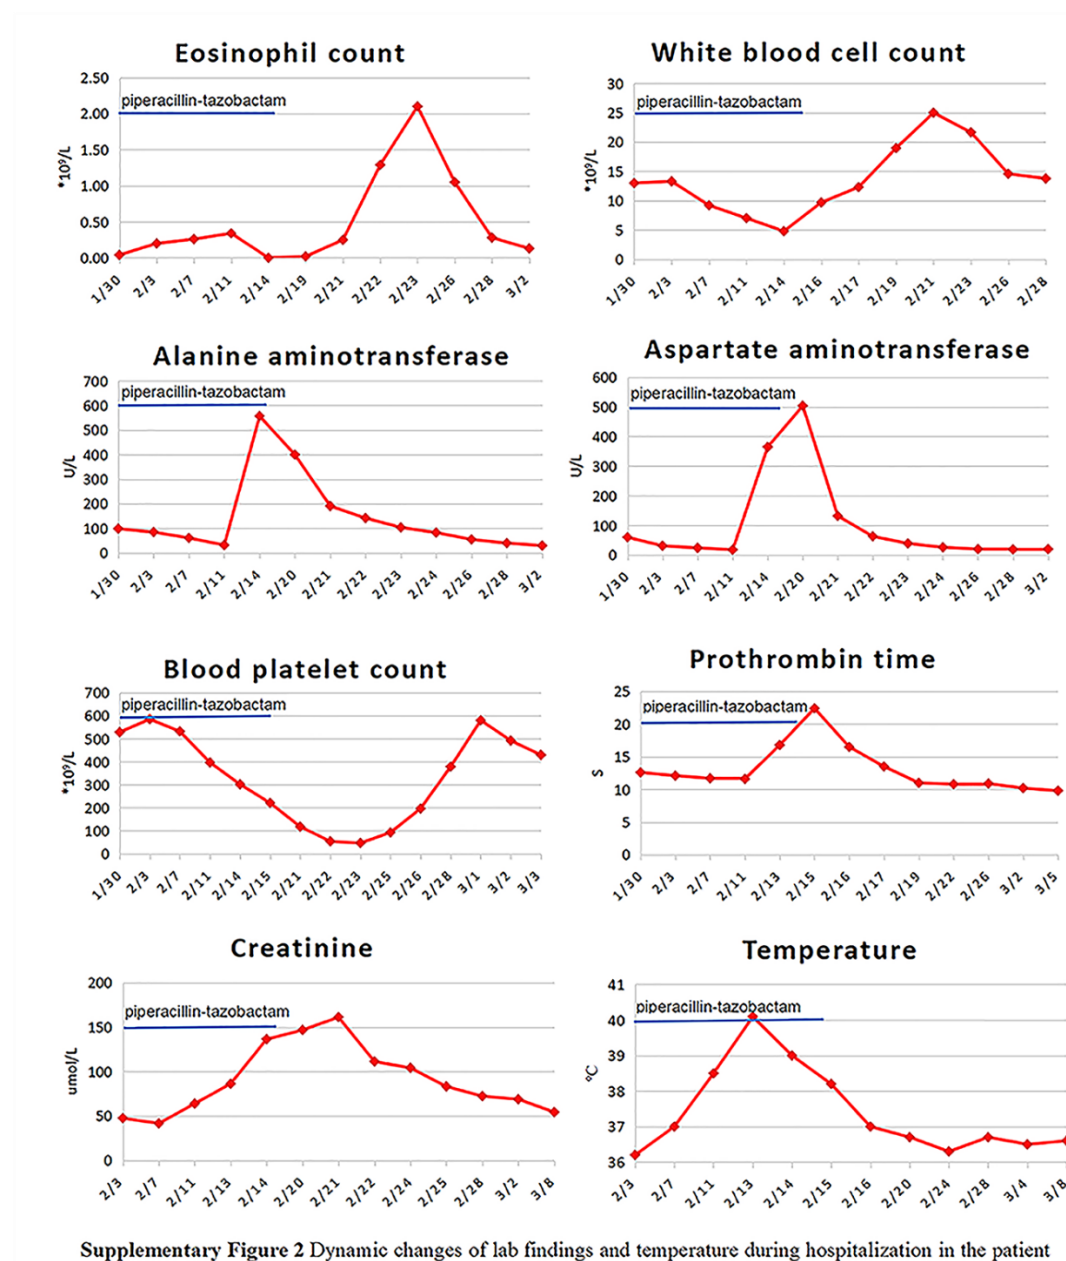 Eosinophil count
2.50
2.00
1.50
1.00
0.50
0.00
*10⁹/L
piperacillin-tazobactam
1/30 2/3 2/7 2/11 2/14 2/19 2/21 2/22 2/23 2/26 2/28 3/2
White blood cell count
30
25
20
15
10
5
0
*10⁹/L
piperacillin-tazobactam
1/30 2/3 2/7 2/11 2/14 2/16 2/17 2/19 2/21 2/23 2/26 2/28
Alanine aminotransferase
700
600
500
400
300
200
100
0
U/L
piperacillin-tazobactam
1/30 2/3 2/7 2/11 2/14 2/20 2/21 2/22 2/23 2/24 2/26 2/28 3/2
Aspartate aminotransferase
600
500
400
300
200
100
0
U/L
piperacillin-tazobactam
1/30 2/3 2/7 2/11 2/14 2/20 2/21 2/22 2/23 2/24 2/26 2/28 3/2
Blood platelet count
700
600
500
400
300
200
100
0
*10⁹/L
piperacillin-tazobactam
1/30 2/3 2/7 2/11 2/14 2/15 2/21 2/22 2/23 2/25 2/26 2/28 3/1 3/2 3/3
Prothrombin time
25
20
15
10
5
0
S
piperacillin-tazobactam
1/30 2/3 2/7 2/11 2/13 2/15 2/16 2/17 2/19 2/22 2/26 3/2 3/5
Creatinine
200
150
100
50
0
umol/L
piperacillin-tazobactam
2/3 2/7 2/11 2/13 2/14 2/20 2/21 2/22 2/24 2/25 2/28 3/2 3/8
Temperature
41
40
39
38
37
36
°C
piperacillin-tazobactam
2/3 2/7 2/11 2/13 2/14 2/15 2/16 2/20 2/24 2/28 3/4 3/8
Supplementary Figure 2 Dynamic changes of lab findings and temperature during hospitalization in the patient